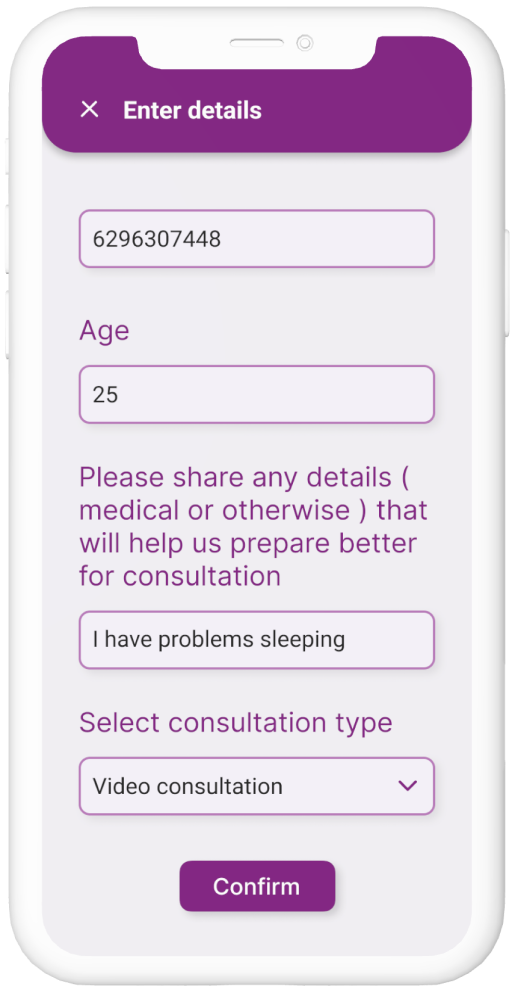 Enter details
6296307448
Age
25
Please share any details (
medical or otherwise ) that
will help us prepare better
for consultation
I have problems sleeping
Select consultation type
Video consultation
Confirm